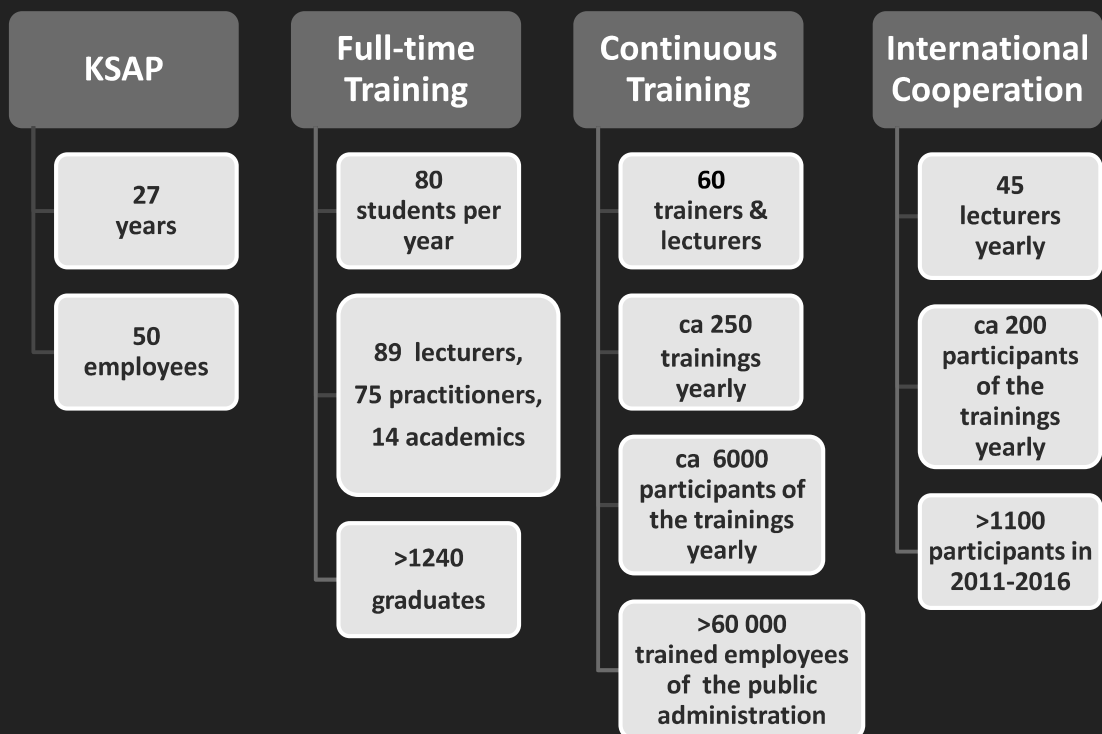 KSAP
27
years
50
employees
Full-time
Training
80
students per
year
89 lecturers,
75 practitioners,
14 academics
>1240
graduates
Continuous
Training
60
trainers &
lecturers
ca 250
trainings
yearly
ca 6000
participants of
the trainings
yearly
>60 000
trained employees
of the public
administration
International
Cooperation
45
lecturers
yearly
ca 200
participants
of the
trainings
yearly
>1100
participants in
2011-2016